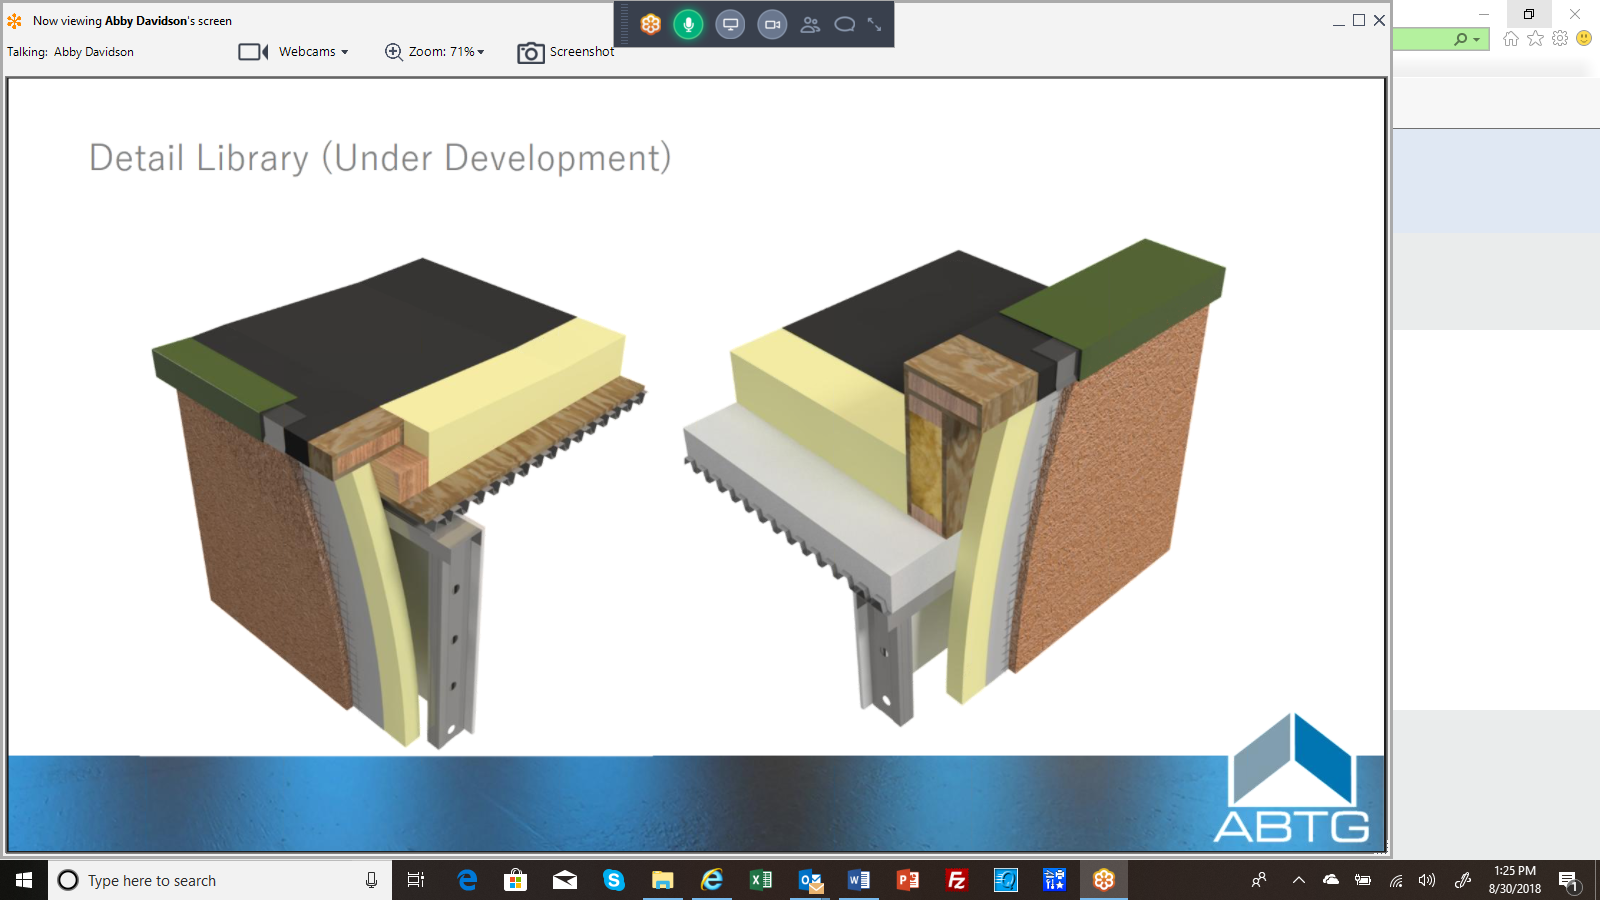 Now viewing Abby Davidson's screen
Talking: Abby Davidson
Webcams
Zoom: 71%
Screenshot
Detail Library (Under Development)
ABTG
Type here to search
1:25 PM
8/30/2018
1